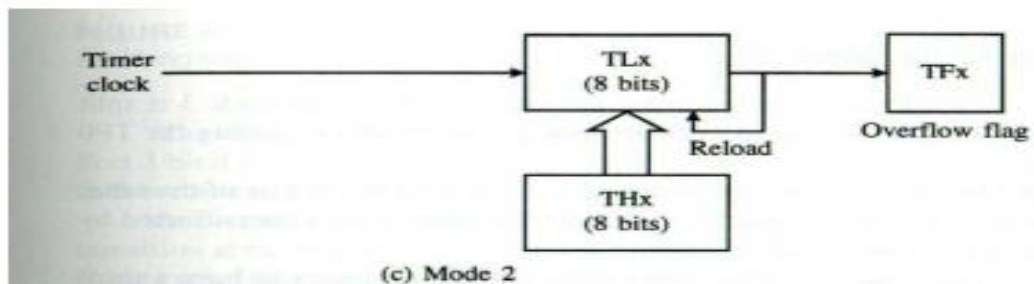 Timer
clock
TLx
(8 bits)
TFx
Overflow flag
Reload
THx
(8 bits)
(c) Mode 2